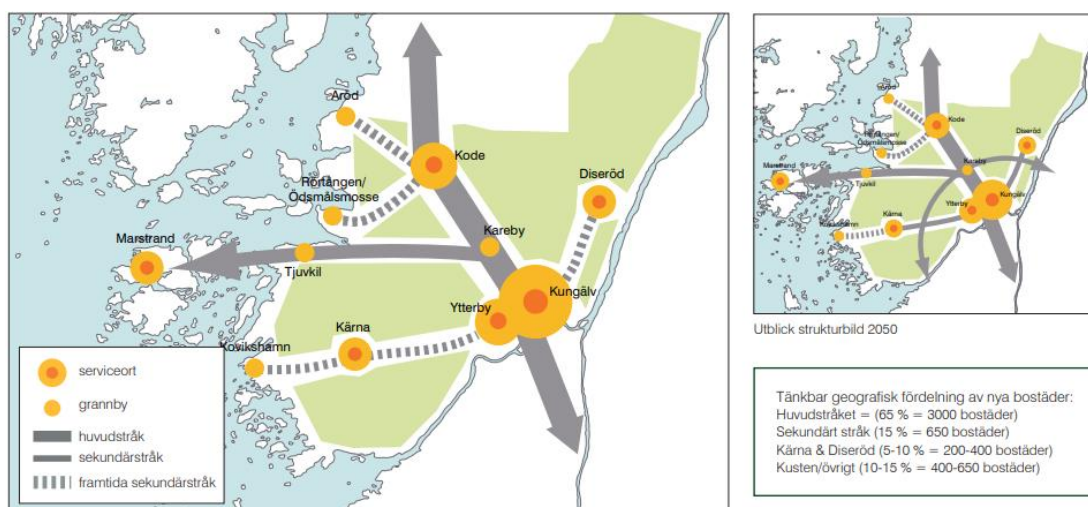 Aröd
Kode
Rörtången/
Ödsmålsmosse
Diseröd
Kareby
Marstrand
Tjuvkil
Kungälv
Ytterby
Kärna
Kovikshamn
serviceort
grannby
huvudstråk
sekundärstråk
framtida sekundärstråk
Aröd
Kode
Rörtången/
Ödsmålsmosse
Diseröd
Kareby
Marstrand
Tjuvkil
Kungälv
Ytterby
Kärna
Kovikshamn
Utblick strukturbild 2050
Tänkbar geografisk fördelning av nya bostäder:
Huvudstråket = (65 % = 3000 bostäder)
Sekundärt stråk (15 % = 650 bostäder)
Kärna & Diseröd (5-10 % = 200-400 bostäder)
Kusten/övrigt (10-15 % = 400-650 bostäder)